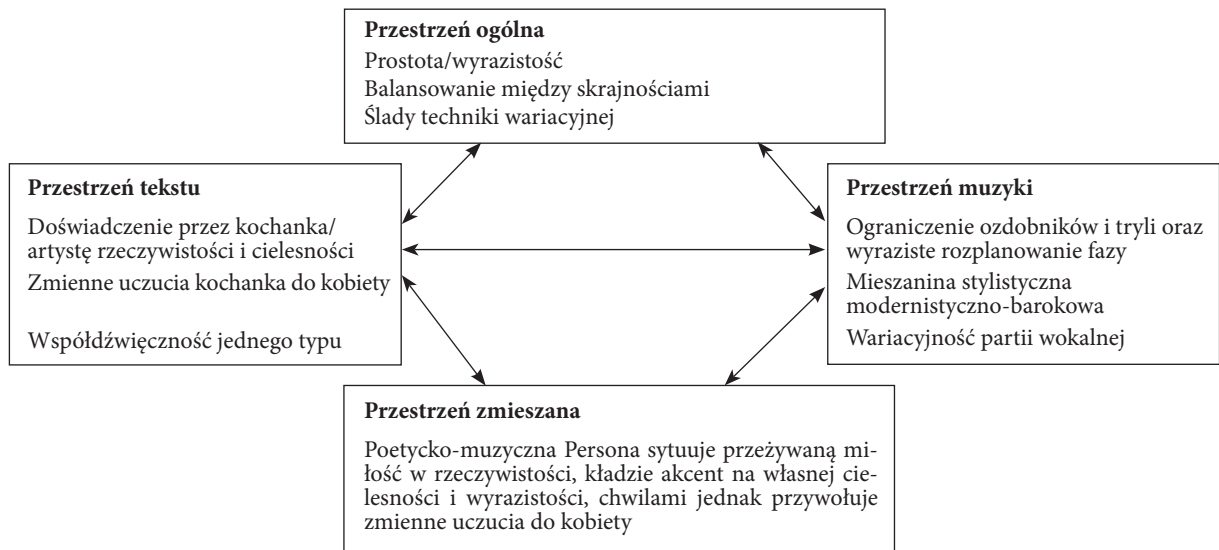 Przestrzeń ogólna
Prostota/wyrazistość
Balansowanie między skrajnościami
Ślady techniki wariacyjnej
Przestrzeń tekstu
Doświadczenie przez kochanka/
artystę rzeczywistości i cielesności
Zmienne uczucia kochanka do kobiety
Współdźwięczność jednego typu
Przestrzeń muzyki
Ograniczenie ozdobników i tryli oraz
wyraziste rozplanowanie fazy
Mieszanina stylistyczna
modernistyczno-barokowa
Wariacyjność partii wokalnej
Przestrzeń zmieszana
Poetycko-muzyczna Persona sytuuje przeżywaną mi-
łość w rzeczywistości, kładzie akcent na własnej cie-
lesności i wyrazistości, chwilami jednak przywołuje
zmienne uczucia do kobiety